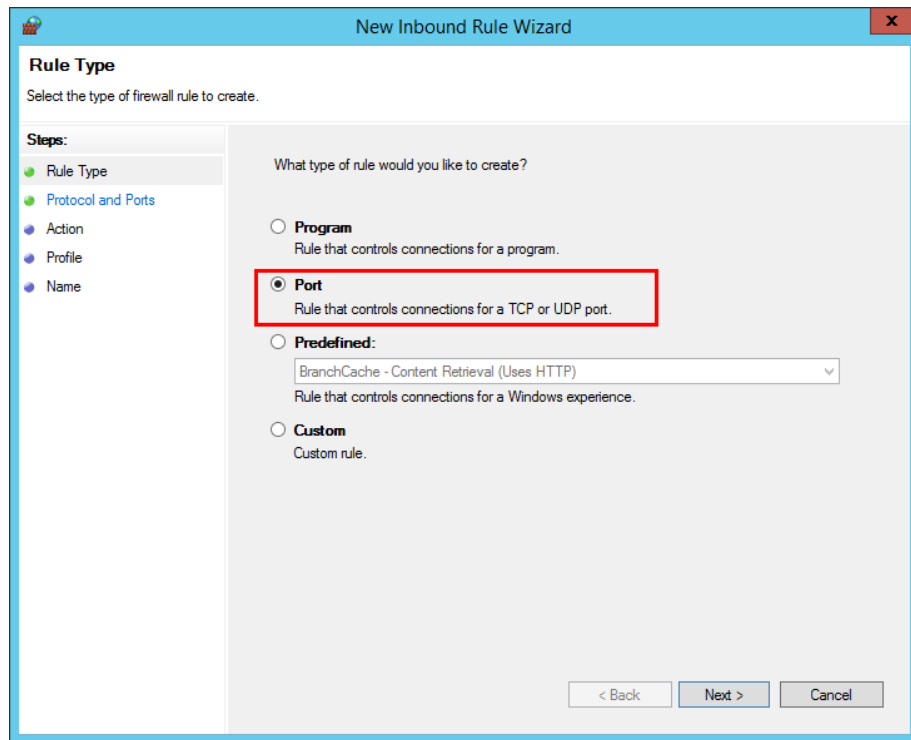 New Inbound Rule Wizard
x
Rule Type
Select the type of firewall rule to create.
Steps:
Rule Type
Protocol and Ports
Action
Profile
Name
What type of rule would you like to create?
Program
Rule that controls connections for a program.
Port
Rule that controls connections for a TCP or UDP port.
Predefined:
BranchCache - Content Retrieval (Uses HTTP)
Rule that controls connections for a Windows experience.
Custom
Custom rule.
< Back
Next >
Cancel